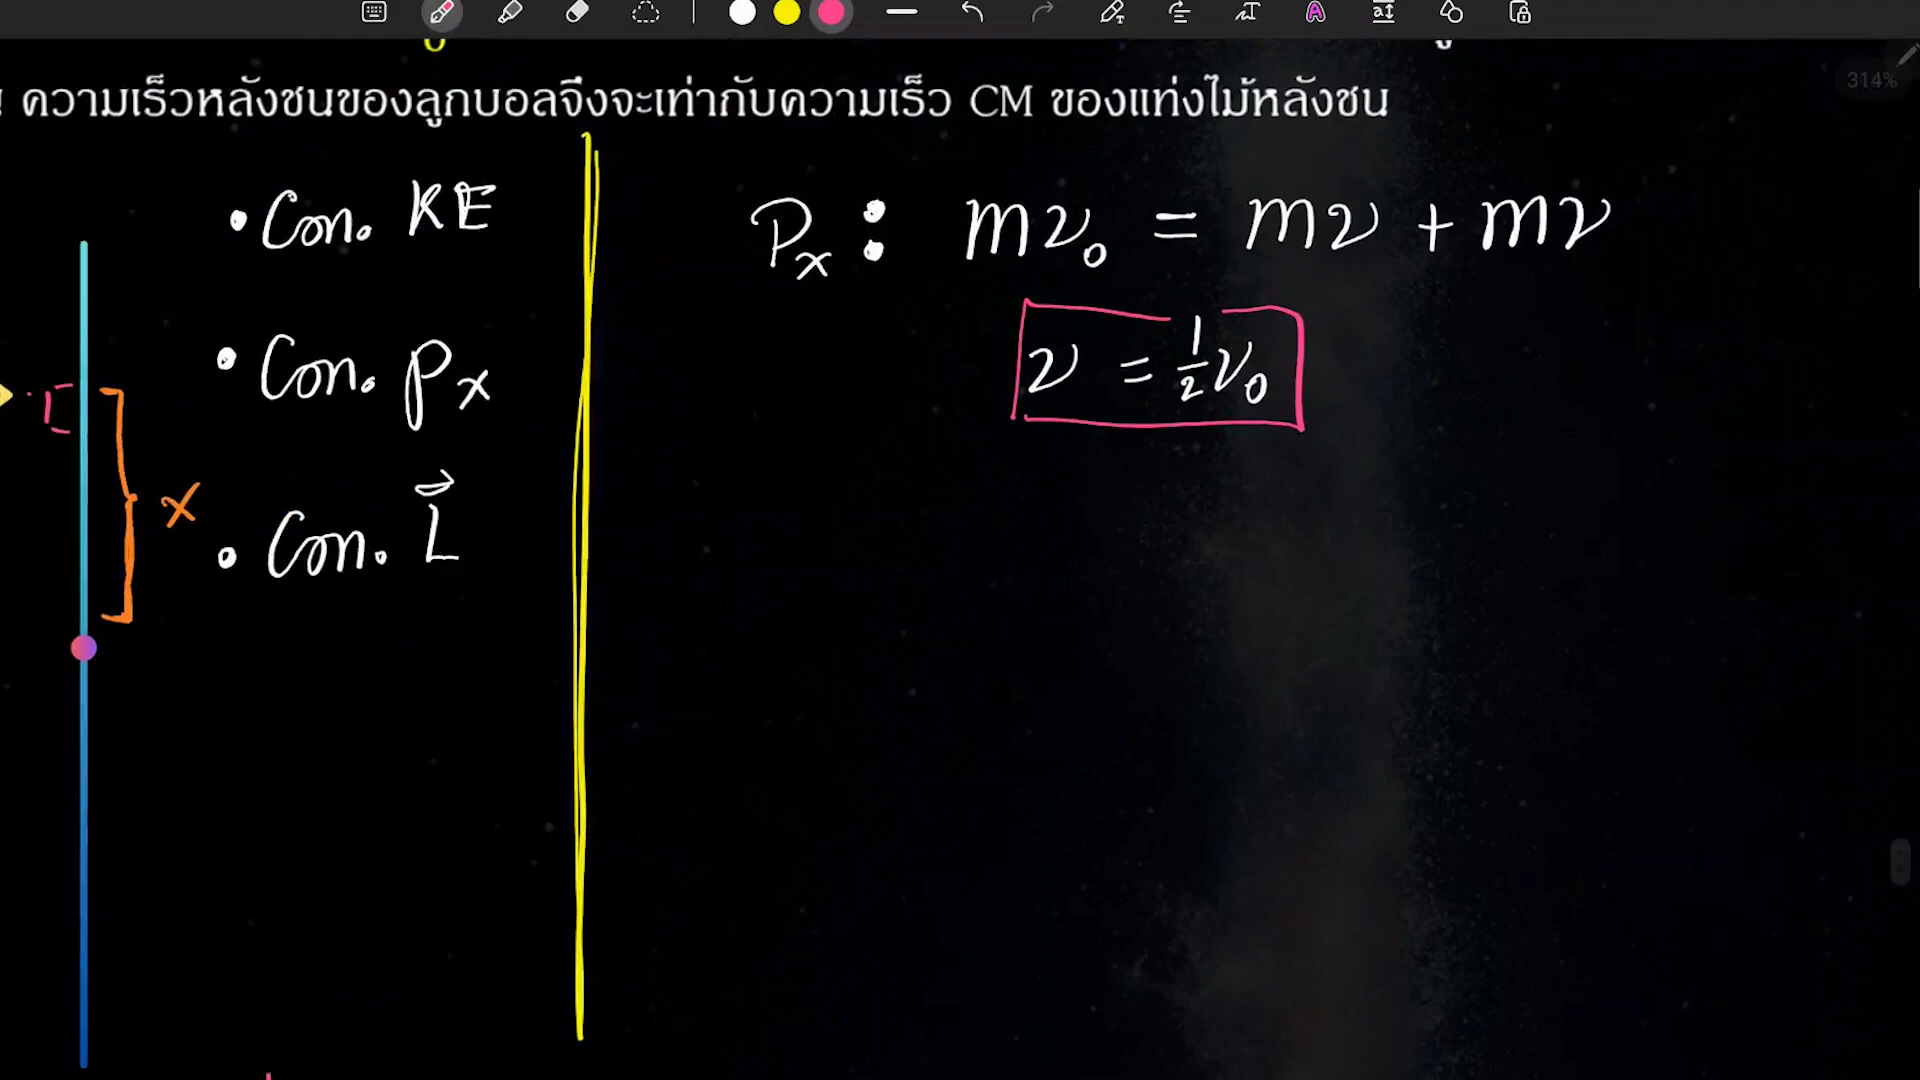 314%
ความเร็วหลังชนของลูกบอลจึงจะเท่ากับความเร็ว CM ของแท่งไม้หลังชน
• Con. KE
• Con. Px
• Con. L⃗
x
Px : mv₀ = mv + mv
v = ½v₀